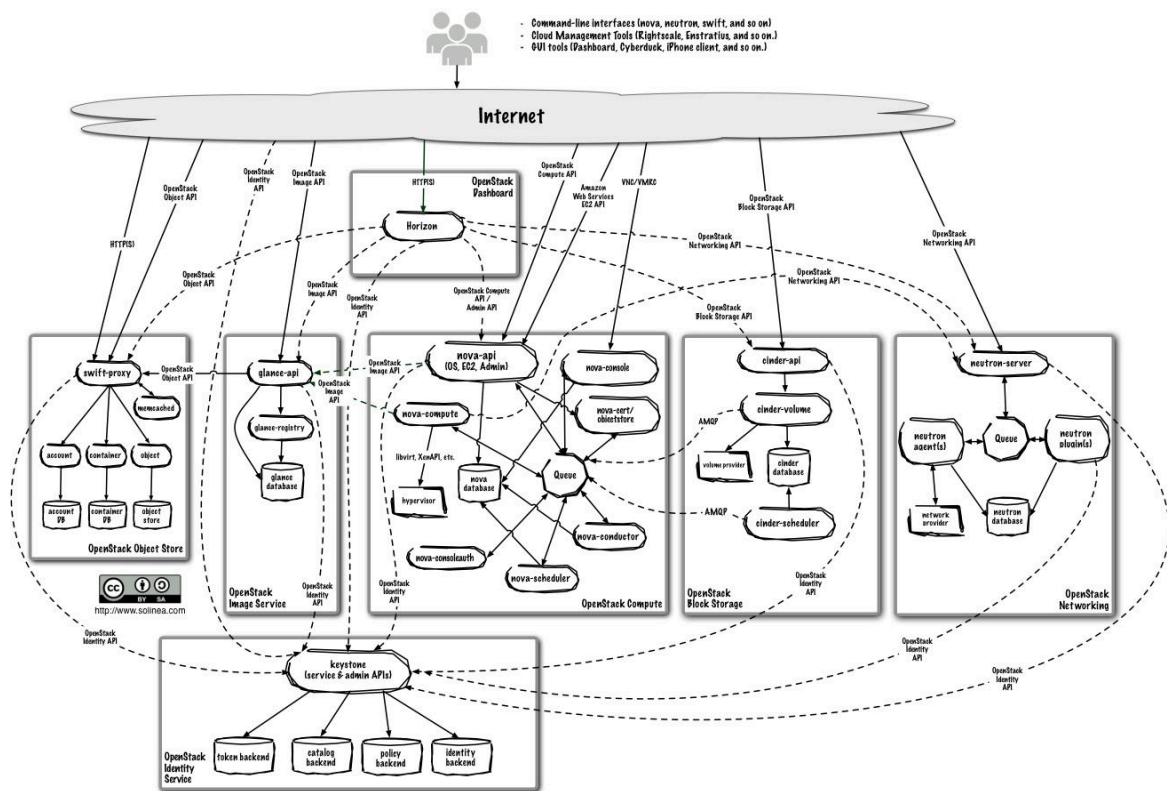 - Command-line interfaces (nova, neutron, swift, and so on)
- Cloud Management Tools (Rightscale, Enstratius, and so on.)
- GUI tools (Dashboard, Cyberduck, iPhone client, and so on.)
Internet
OpenStack
Object API
OpenStack
Identity
API
OpenStack
Image API
HTTP(S)
OpenStack
Dashboard
OpenStack
Compute API
Amazon
Web Services
EC2 API
VNC/VMRC
OpenStack
Block Storage API
OpenStack
Networking API
HTTP(S)
Horizon
OpenStack
Networking API
OpenStack
Object API
OpenStack
Image API
OpenStack
Identity
API
OpenStack Compute
API /
Admin API
OpenStack
Block Storage API
OpenStack
Networking API
swift-proxy
OpenStack
Object API
memcached
account
container
object
account
DB
container
DB
object
store
OpenStack Object Store
glance-api
glance-registry
glance
database
OpenStack
Identity
API
OpenStack
Image Service
OpenStack
Image API
OpenStack
Image API
nova-api
(OS, EC2, Admin)
nova-console
nova-compute
nova-cert/
objectstore
libvirt, XenAPI, etc.
hypervisor
nova
database
Queue
nova-conductor
nova-consoleauth
nova-scheduler
OpenStack
Identity
API
OpenStack Compute
cinder-api
cinder-volume
AMQP
volume provider
cinder
database
AMQP
cinder-scheduler
OpenStack
Block Storage
OpenStack
Identity
API
neutron-server
neutron
agent(s)
Queue
neutron
plugin(s)
network
provider
neutron
database
OpenStack
Networking
cc
BY SA
http://www.solinea.com
OpenStack
Identity API
keystone
(service & admin APIs)
OpenStack
Identity
API
OpenStack
Identity
API
token backend
catalog
backend
policy
backend
identity
backend
OpenStack
Identity
Service